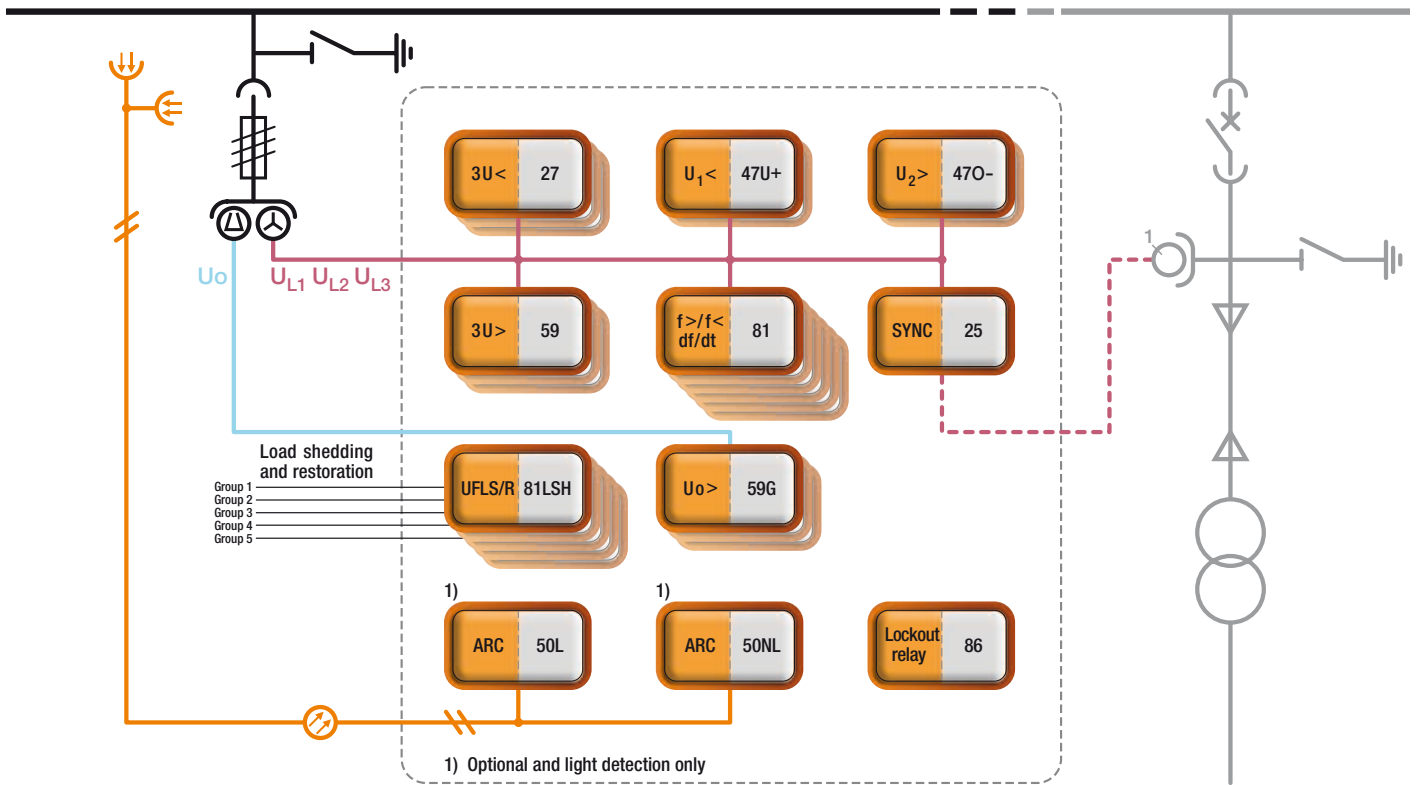 3U< 27
U1< 47U+
U2> 47O-
1
Uo
UL1 UL2 UL3
3U> 59
f>/f<
df/dt
81
SYNC 25
Load shedding
and restoration
Group 1
Group 2
Group 3
Group 4
Group 5
UFLS/R 81LSH
Uo> 59G
1)
1)
ARC 50L
ARC 50NL
Lockout
relay
86
1) Optional and light detection only